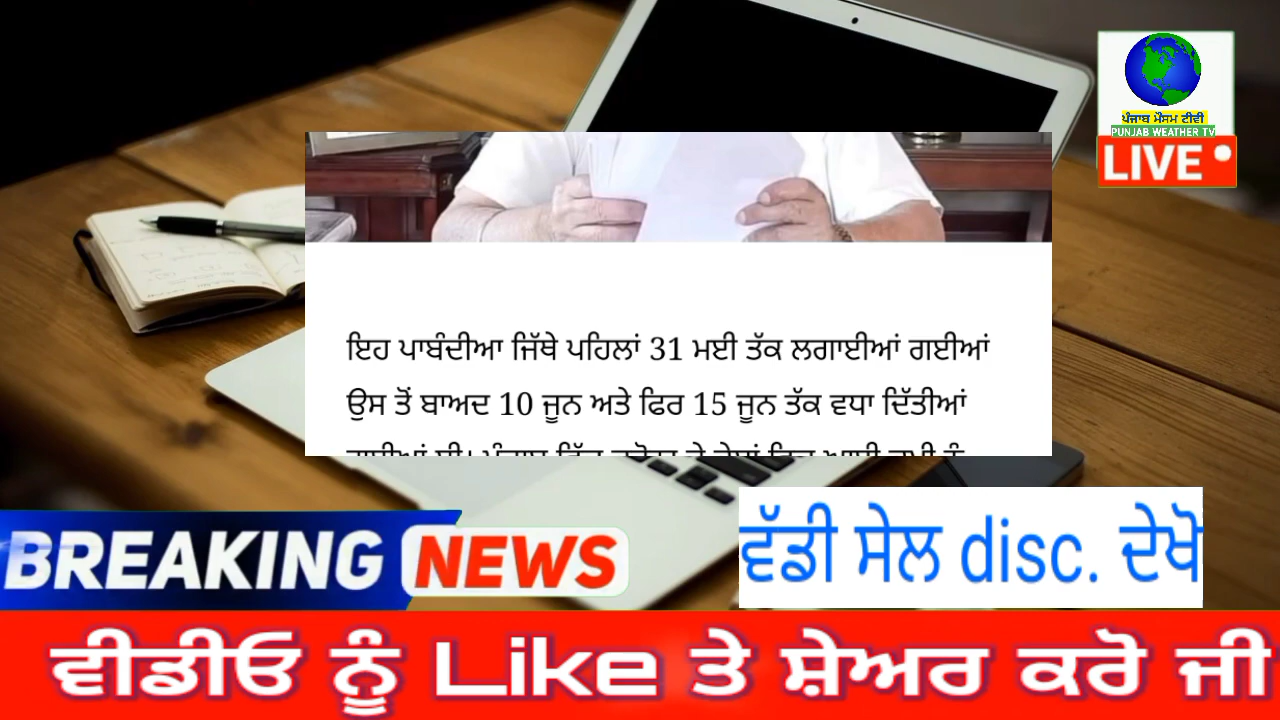 ਪੰਜਾਬ ਮੌਸਮ ਟੀਵੀ
PUNJAB WEATHER TV
LIVE
ਇਹ ਪਾਬੰਦੀਆ ਜਿੱਥੇ ਪਹਿਲਾਂ 31 ਮਈ ਤੱਕ ਲਗਾਈਆਂ ਗਈਆਂ
ਉਸ ਤੋਂ ਬਾਅਦ 10 ਜੂਨ ਅਤੇ ਫਿਰ 15 ਜੂਨ ਤੱਕ ਵਧਾ ਦਿੱਤੀਆਂ
ਵੱਡੀ ਸੇਲ disc. ਦੇਖੋ
BREAKING NEWS
ਵੀਡੀਓ ਨੂੰ Like ਤੇ ਸ਼ੇਅਰ ਕਰੋ ਜੀ